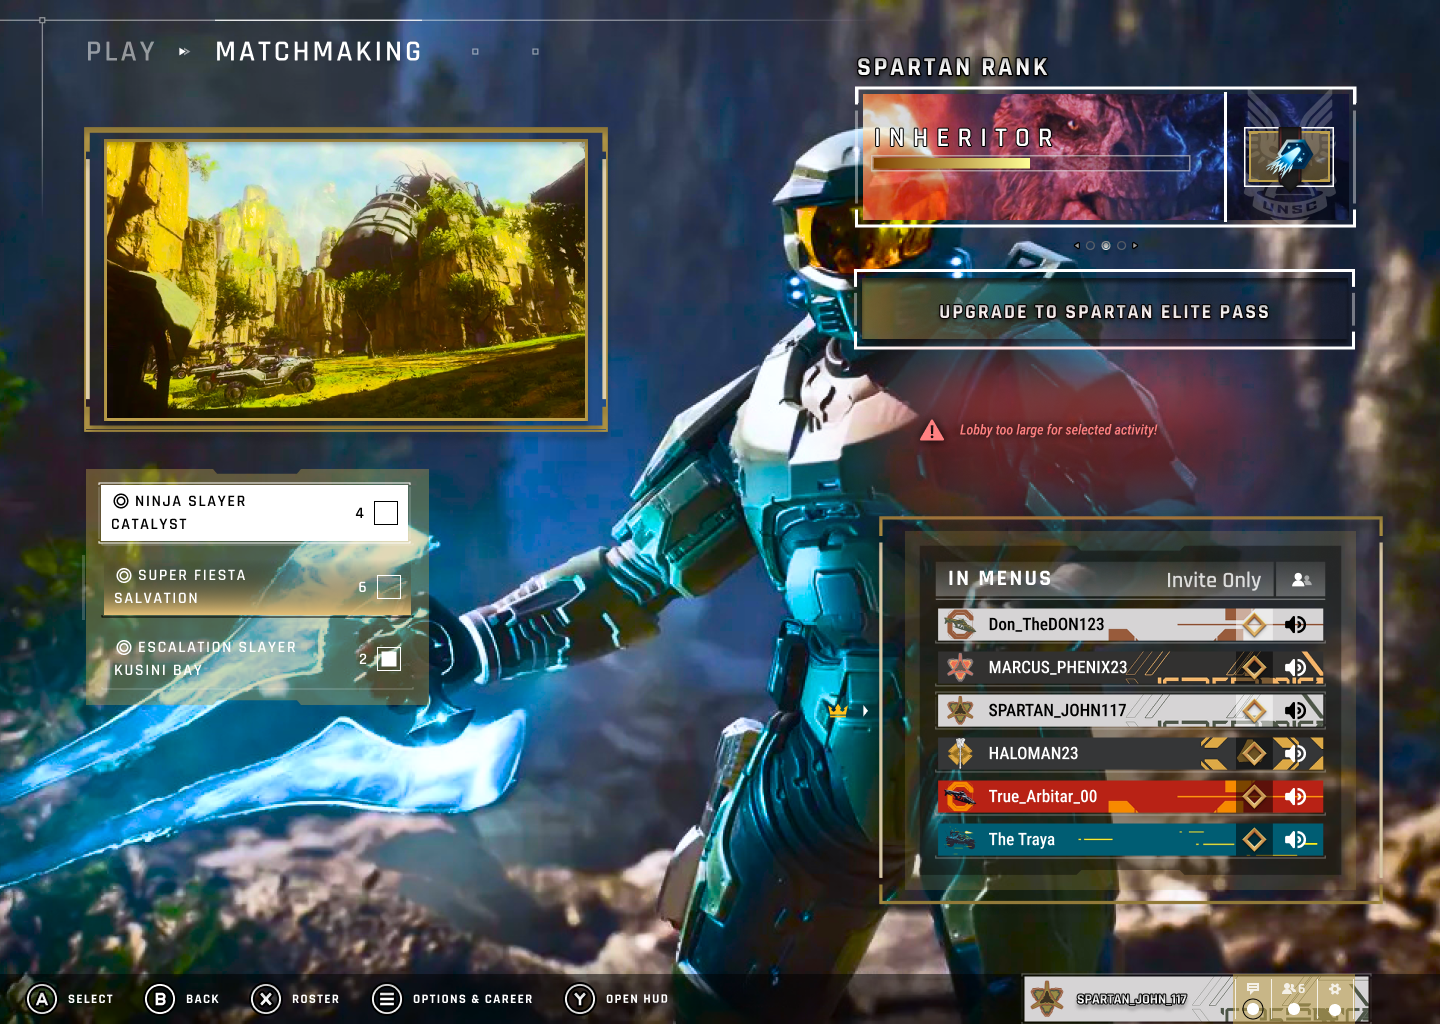 PLAY MATCHMAKING
SPARTAN RANK
INHERITOR
UNSC
UPGRADE TO SPARTAN ELITE PASS
Lobby too large for selected activity!
NINJA SLAYER
CATALYST
4
SUPER FIESTA
SALVATION
6
ESCALATION SLAYER
KUSINI BAY
2
IN MENUS Invite Only
Don_TheDON123
MARCUS_PHENIX23
SPARTAN_JOHN117
HALOMAN23
True_Arbitar_00
The Traya
A SELECT B BACK X ROSTER OPTIONS & CAREER Y OPEN HUD
SPARTAN_JOHN_117 6